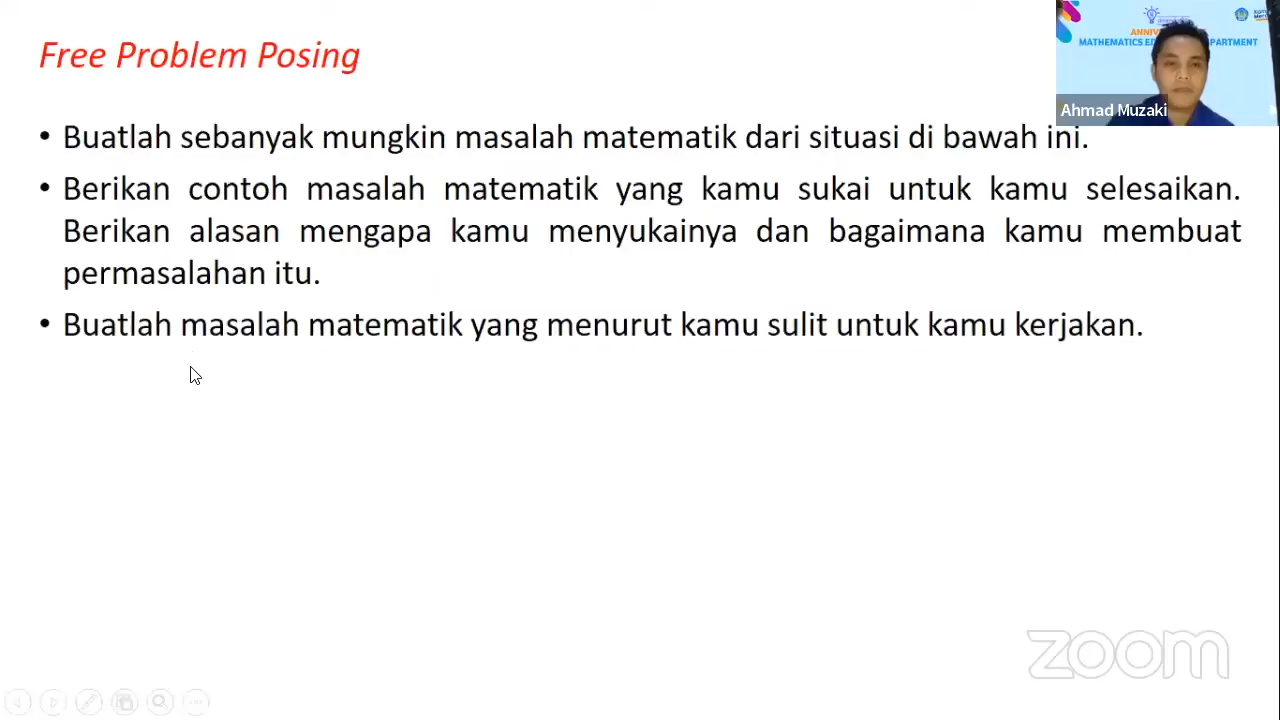 Free Problem Posing
ANNIV
MATHEMATICS ED
PARTMENT
Ahmad Muzaki
• Buatlah sebanyak mungkin masalah matematik dari situasi di bawah ini.
• Berikan contoh masalah matematik yang kamu sukai untuk kamu selesaikan.
Berikan alasan mengapa kamu menyukainya dan bagaimana kamu membuat
permasalahan itu.
• Buatlah masalah matematik yang menurut kamu sulit untuk kamu kerjakan.
zoom